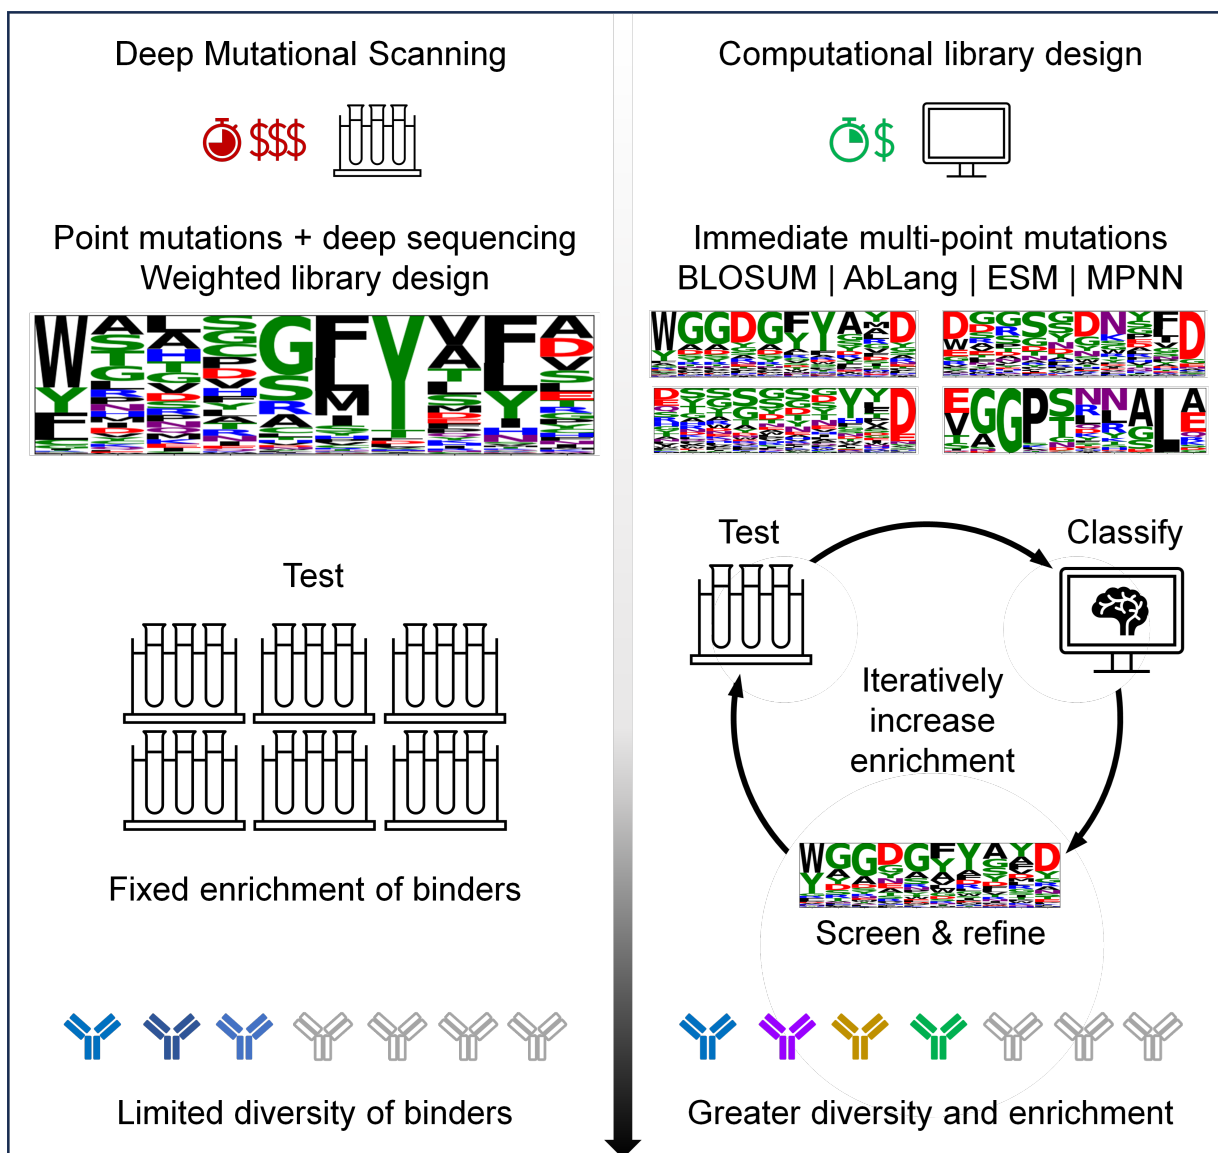 Deep Mutational Scanning
$$$
Point mutations + deep sequencing
Weighted library design
Test
Fixed enrichment of binders
Limited diversity of binders
Computational library design
$
Immediate multi-point mutations
BLOSUM | AbLang | ESM | MPNN
Test
Classify
Iteratively
increase
enrichment
Screen & refine
Greater diversity and enrichment